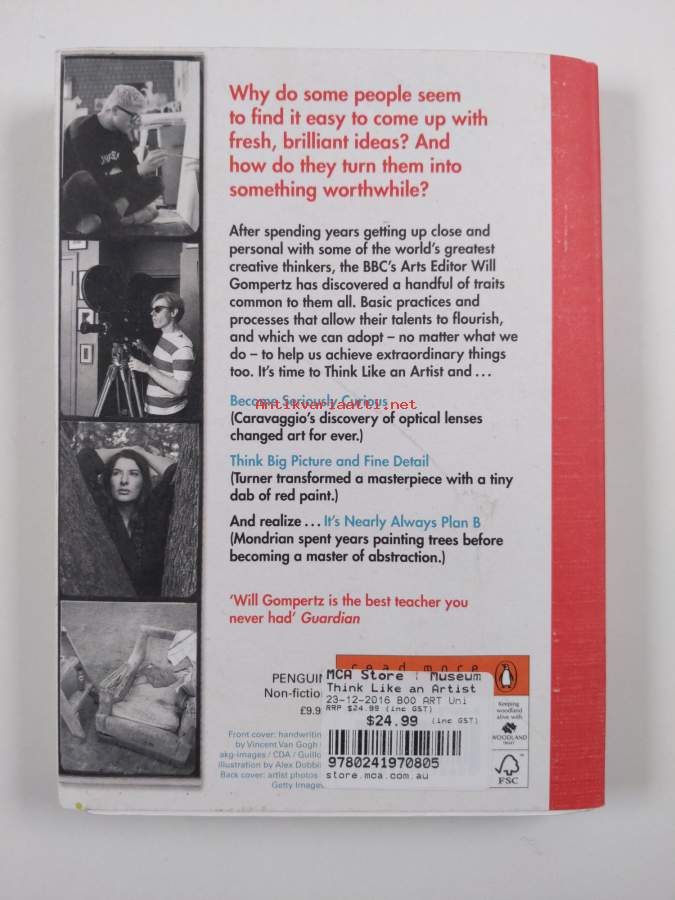 Why do some people seem
to find it easy to come up with
fresh, brilliant ideas? And
how do they turn them into
something worthwhile?
After spending years getting up close and
personal with some of the world's greatest
creative thinkers, the BBC's Arts Editor Will
Gompertz has discovered a handful of traits
common to them all. Basic practices and
processes that allow their talents to flourish,
and which we can adopt – no matter what we
do – to help us achieve extraordinary things
too. It's time to Think Like an Artist and ...
Become Seriously Curious
Antikvariaatti.net
(Caravaggio's discovery of optical lenses
changed art for ever.)
Think Big Picture and Fine Detail
(Turner transformed a masterpiece with a tiny
dab of red paint.)
And realize ... It's Nearly Always Plan B
(Mondrian spent years painting trees before
becoming a master of abstraction.)
'Will Gompertz is the best teacher you
never had' Guardian
read more
PENGUIN
Non-fiction
£9.9
MCA Store | Museum
Think Like an Artist
23-12-2016 BOO ART Uni
RRP $24.99 (inc GST)
$24.99 (inc GST)
9780241970805
store.mca.com.au
Front cover: handwritin
by Vincent Van Gogh
akg-images / CDA / Guillo
illustration by Alex Dobbi
Back cover: artist photos
Getty Image
Keeping
woodland
alive with
WOODLAND
TRUST
FSC